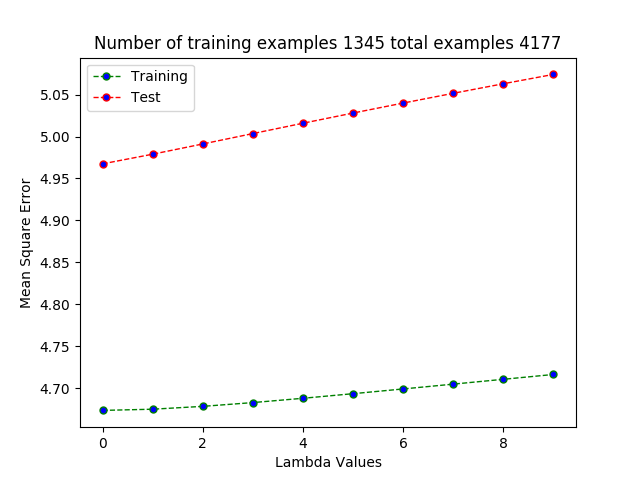 Number of training examples 1345 total examples 4177
Training
Test
5.05
5.00
4.95
4.90
4.85
4.80
4.75
4.70
Mean Square Error
0 2 4 6 8
Lambda Values